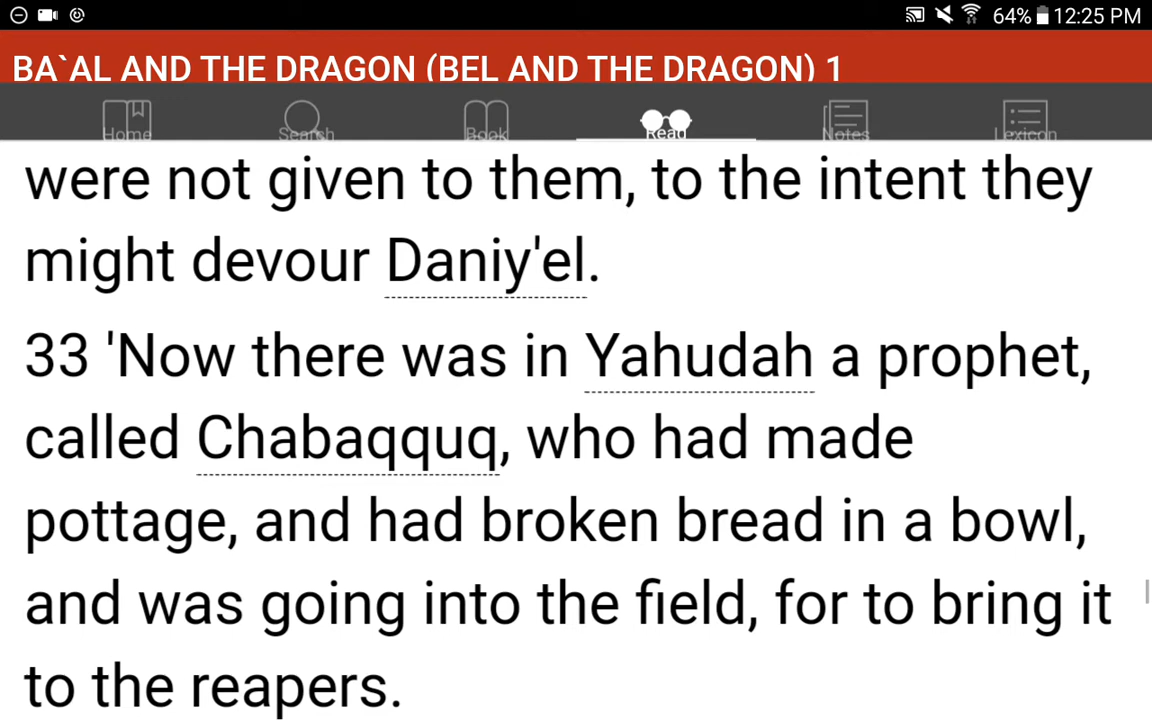 64% 12:25 PM
BA`AL AND THE DRAGON (BEL AND THE DRAGON) 1
Home Search Book Read Notes Lexicon
were not given to them, to the intent they
might devour Daniy'el.
33 'Now there was in Yahudah a prophet,
called Chabaqquq, who had made
pottage, and had broken bread in a bowl,
and was going into the field, for to bring it
to the reapers.